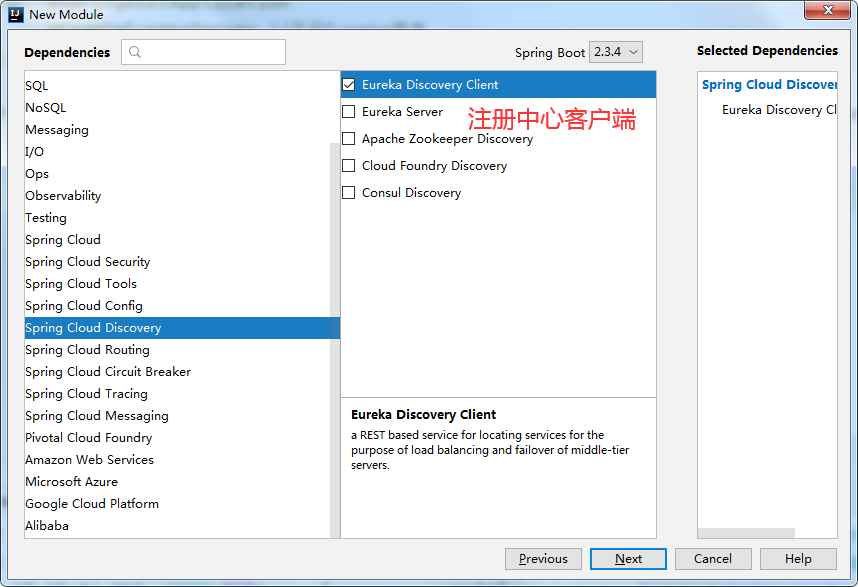 New Module
Dependencies
Spring Boot 2.3.4
Selected Dependencies
SQL
NoSQL
Messaging
I/O
Ops
Observability
Testing
Spring Cloud
Spring Cloud Security
Spring Cloud Tools
Spring Cloud Config
Spring Cloud Discovery
Spring Cloud Routing
Spring Cloud Circuit Breaker
Spring Cloud Tracing
Spring Cloud Messaging
Pivotal Cloud Foundry
Amazon Web Services
Microsoft Azure
Google Cloud Platform
Alibaba
Eureka Discovery Client
Eureka Server
注册中心客户端
Apache Zookeeper Discovery
Cloud Foundry Discovery
Consul Discovery
Eureka Discovery Client
a REST based service for locating services for the
purpose of load balancing and failover of middle-tier
servers.
Spring Cloud Discover
Eureka Discovery Cl
Previous
Next
Cancel
Help